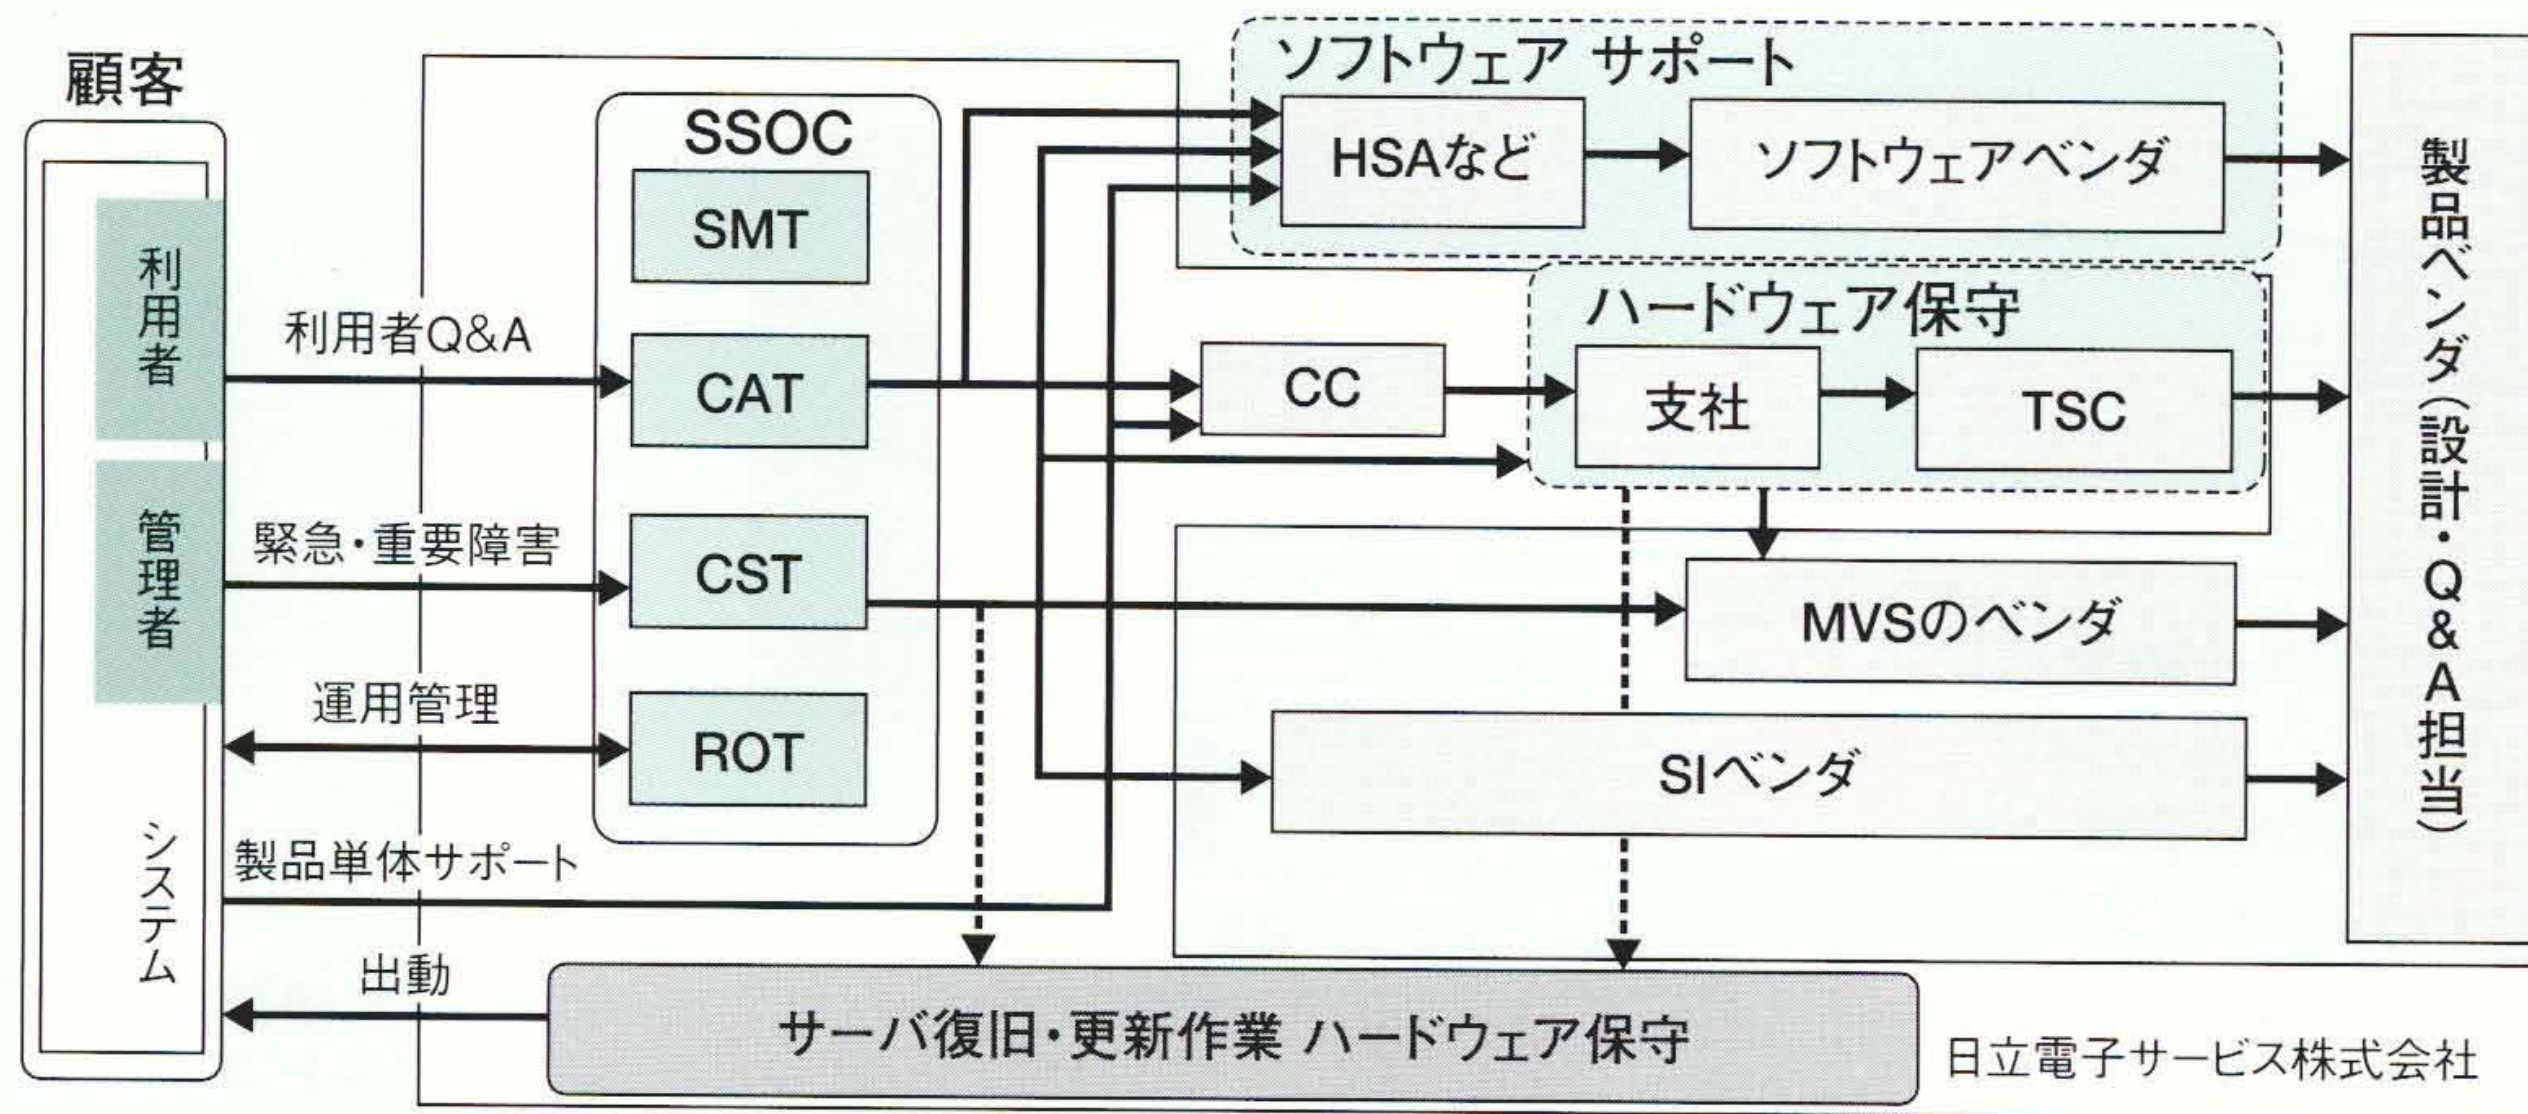 顧客
利用者
管理者
システム
利用者Q&A
緊急・重要障害
運用管理
製品単体サポート
出動
SSOC
SMT
CAT
CST
ROT
ソフトウェア サポート
HSAなど
ソフトウェアベンダ
ハードウェア保守
CC
支社
TSC
MVSのベンダ
SIベンダ
製品ベンダ(設計・Q&A担当)
サーバ復旧・更新作業 ハードウェア保守
日立電子サービス株式会社